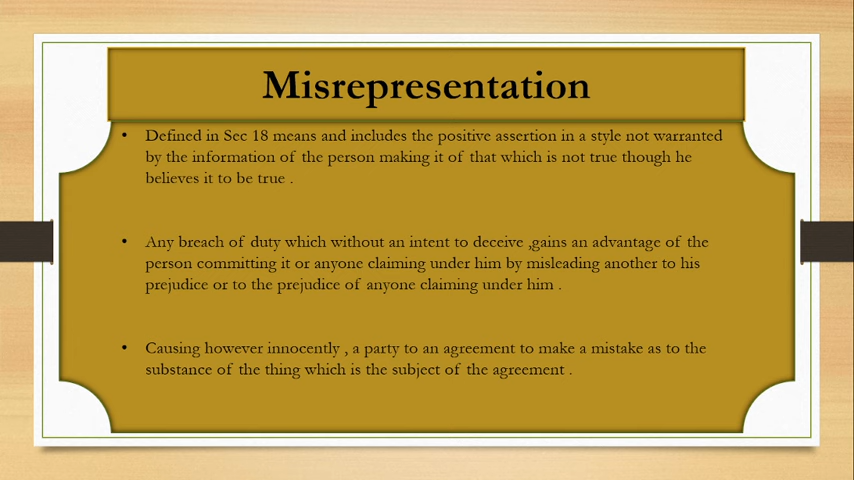 Misrepresentation
• Defined in Sec 18 means and includes the positive assertion in a style not warranted
by the information of the person making it of that which is not true though he
believes it to be true .
• Any breach of duty which without an intent to deceive ,gains an advantage of the
person committing it or anyone claiming under him by misleading another to his
prejudice or to the prejudice of anyone claiming under him .
• Causing however innocently , a party to an agreement to make a mistake as to the
substance of the thing which is the subject of the agreement .